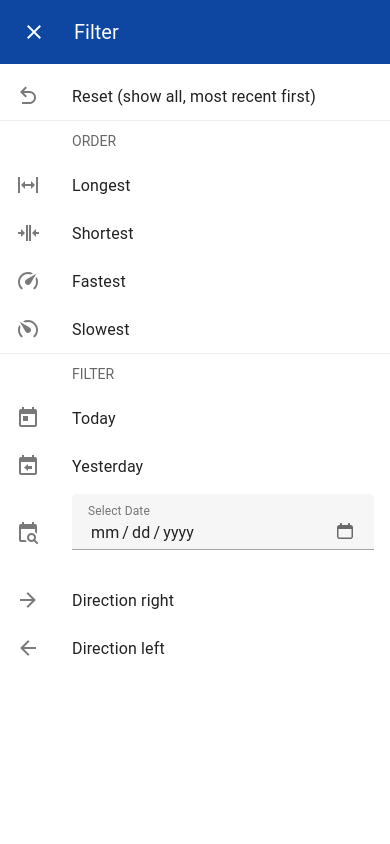 Filter
Reset (show all, most recent first)
ORDER
Longest
Shortest
Fastest
Slowest
FILTER
Today
Yesterday
Select Date
mm/dd/yyyy
Direction right
Direction left